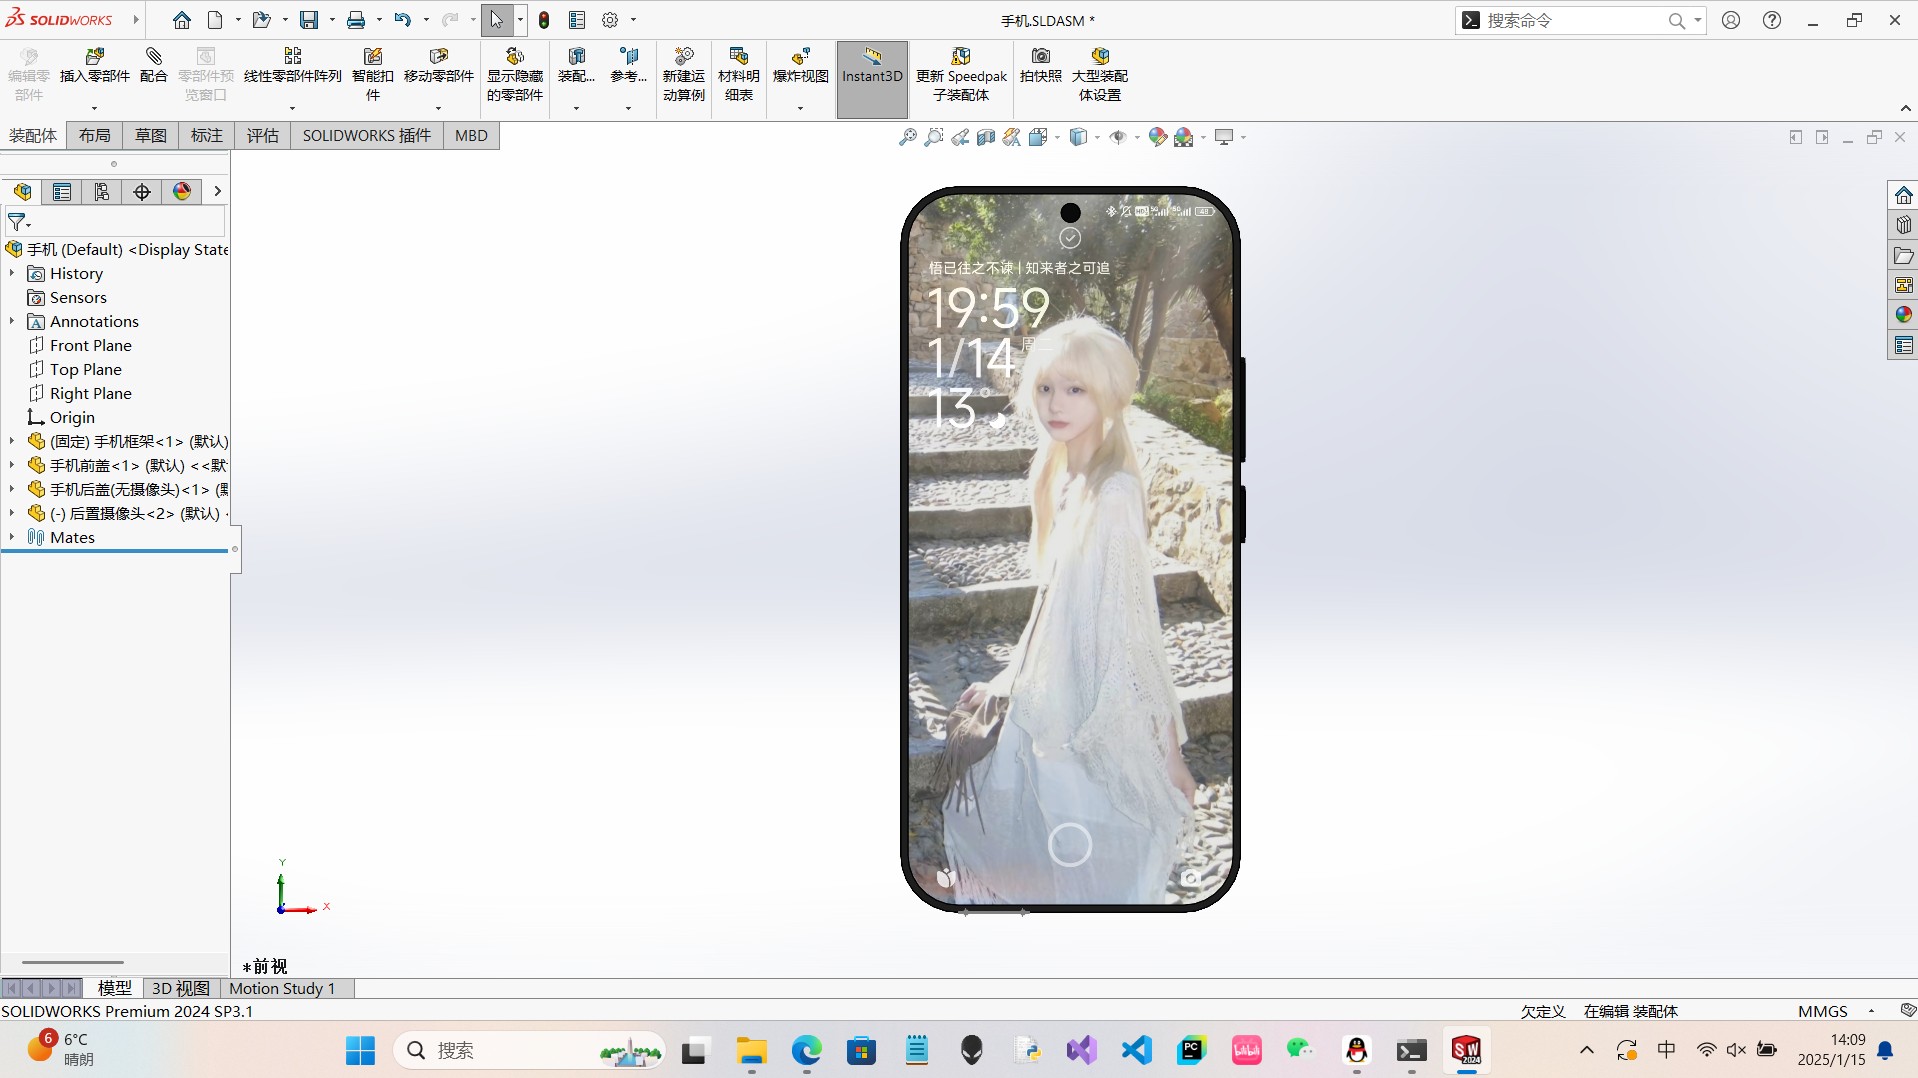 SOLIDWORKS
手机.SLDASM *
搜索命令
编辑零部件
插入零部件
配合
零部件预览窗口
线性零部件阵列
智能扣件
移动零部件
显示隐藏的零部件
装配...
参考...
新建运动算例
材料明细表
爆炸视图
Instant3D
更新 Speedpak 子装配体
拍快照
大型装配体设置
装配体
布局
草图
标注
评估
SOLIDWORKS 插件
MBD
手机 (Default) <Display State
History
Sensors
Annotations
Front Plane
Top Plane
Right Plane
Origin
(固定) 手机框架<1> (默认)
手机前盖<1> (默认) <<默
手机后盖(无摄像头)<1> (默
(-) 后置摄像头<2> (默认)
Mates
悟已往之不谏 | 知来者之可追
19:59
1/14 周二
13°
Y
X
*前视
模型
3D 视图
Motion Study 1
SOLIDWORKS Premium 2024 SP3.1
欠定义
在编辑 装配体
MMGS
6
6°C
晴朗
搜索
PC
bilibili
SW
2024
中
14:09
2025/1/15